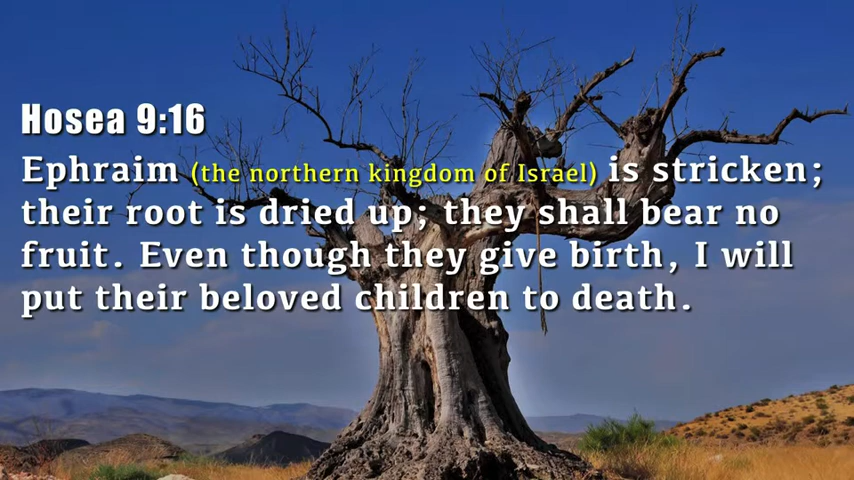 Hosea 9:16
Ephraim (the northern kingdom of Israel) is stricken;
their root is dried up; they shall bear no
fruit. Even though they give birth, I will
put their beloved children to death.